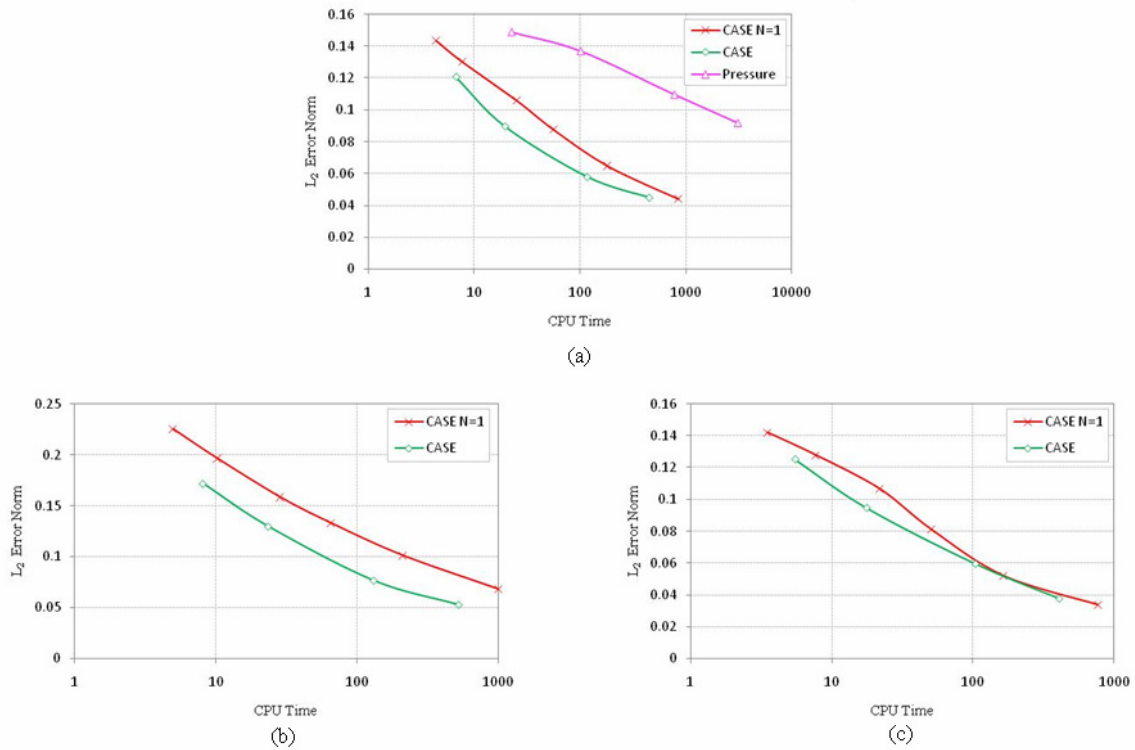 0.16
0.14
0.12
0.1
0.08
0.06
0.04
0.02
0
L2 Error Norm
1 10 100 1000 10000
CPU Time
CASE N=1
CASE
Pressure
(a)
0.25
0.2
0.15
0.1
0.05
0
L2 Error Norm
1 10 100 1000
CPU Time
CASE N=1
CASE
(b)
0.16
0.14
0.12
0.1
0.08
0.06
0.04
0.02
0
L2 Error Norm
1 10 100 1000
CPU Time
CASE N=1
CASE
(c)